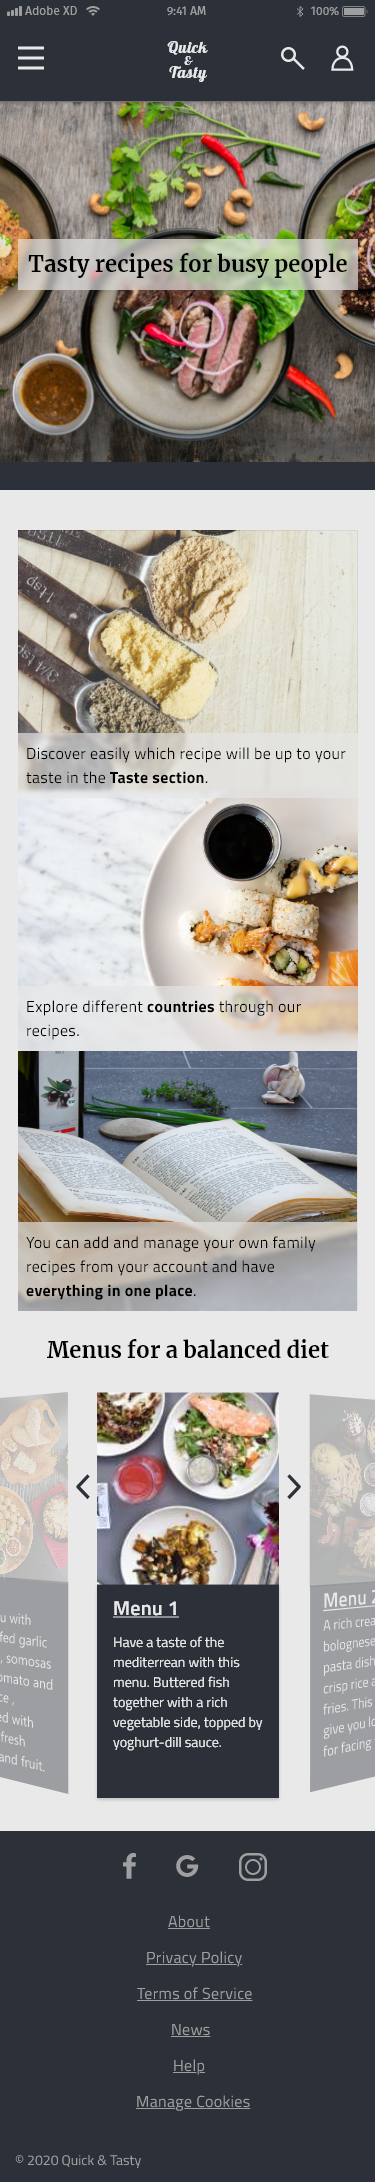 Adobe XD 9:41 AM 100%
Quick
&
Tasty
Tasty recipes for busy people
1tsp
3/4 tsp
Discover easily which recipe will be up to your
taste in the Taste section.
Explore different countries through our
recipes.
You can add and manage your own family
recipes from your account and have
everything in one place.
Menus for a balanced diet
u with
fed garlic
, somosas
omato and
ce ,
ed with
fresh
and fruit.
Menu 1
Have a taste of the
mediterrean with this
menu. Buttered fish
together with a rich
vegetable side, topped by
yoghurt-dill sauce.
Menu 2
A rich crea
bolognese
pasta dish
crisp rice a
fries. This
give you lo
for facing
About
Privacy Policy
Terms of Service
News
Help
Manage Cookies
© 2020 Quick & Tasty